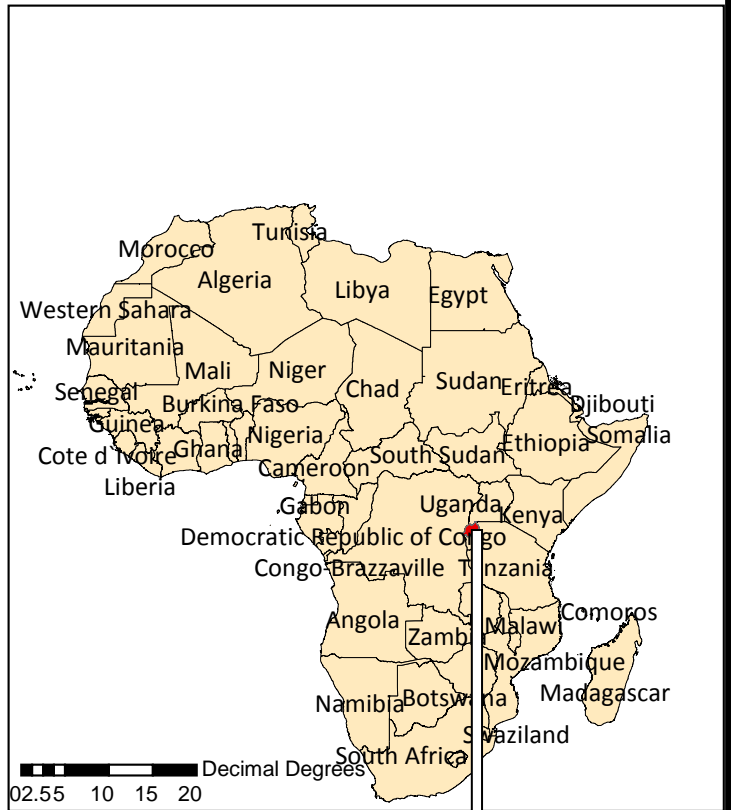 Tunisia
Morocco
Algeria
Libya
Egypt
Western Sahara
Mauritania
Mali
Niger
Chad
Sudan
Eritrea
Senegal
Burkina Faso
Djibouti
Guinea
Nigeria
Ethiopia
Somalia
Cote d`Ivoire
Ghana
South Sudan
Cameroon
Liberia
Gabon
Uganda
Kenya
Democratic Republic of Congo
Congo-Brazzaville
Tanzania
Angola
Comoros
Zambia
Malawi
Mozambique
Namibia
Botswana
Madagascar
Swaziland
South Africa
Decimal Degrees
0 2.5 5 10 15 20